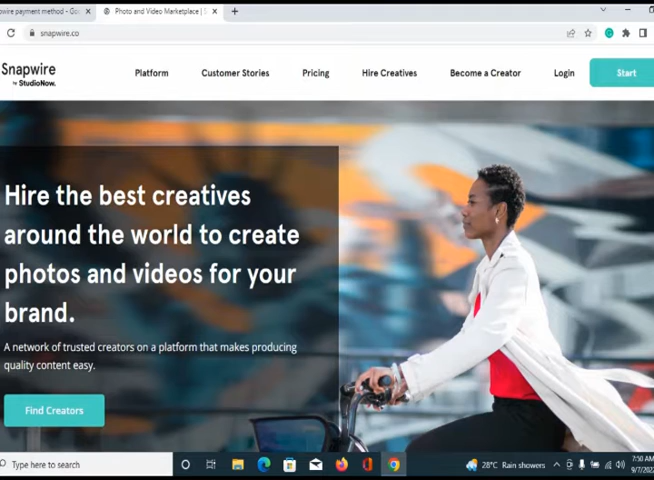 wire payment method - Go
Photo and Video Marketplace | S
snapwire.co
Snapwire
by StudioNow.
Platform
Customer Stories
Pricing
Hire Creatives
Become a Creator
Login
Start
Hire the best creatives
around the world to create
photos and videos for your
brand.
A network of trusted creators on a platform that makes producing
quality content easy.
Find Creators
Type here to search
28°C Rain showers
7:50 AM
9/7/202